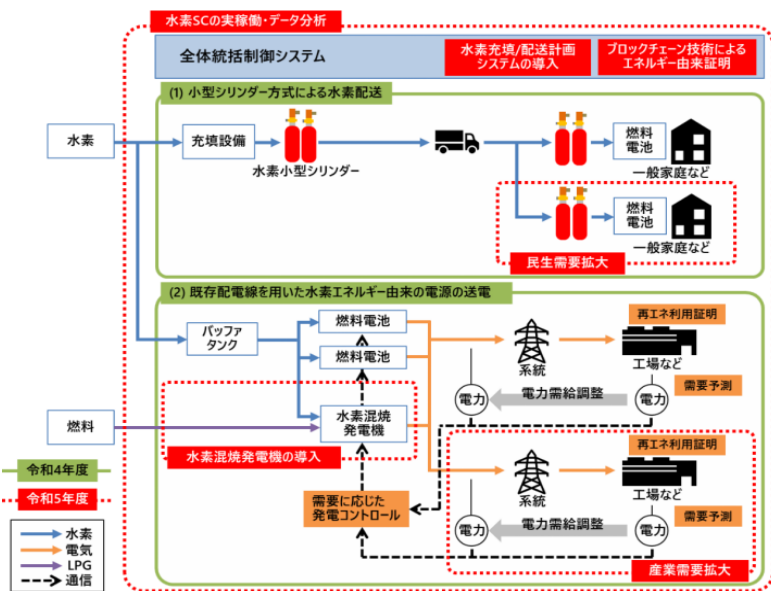 水素SCの実稼働・データ分析
全体統括制御システム
水素充填/配送計画
システムの導入
ブロックチェーン技術による
エネルギー由来証明
(1) 小型シリンダー方式による水素配送
水素
充填設備
水素小型シリンダー
燃料
電池
一般家庭など
燃料
電池
一般家庭など
民生需要拡大
(2) 既存配電線を用いた水素エネルギー由来の電源の送電
バッファ
タンク
燃料電池
燃料電池
水素混焼
発電機
水素混焼発電機の導入
燃料
系統
再エネ利用証明
工場など
需要予測
電力
電力需給調整
電力
系統
再エネ利用証明
工場など
需要予測
電力
電力需給調整
電力
産業需要拡大
需要に応じた
発電コントロール
令和4年度
令和5年度
水素
電気
LPG
通信